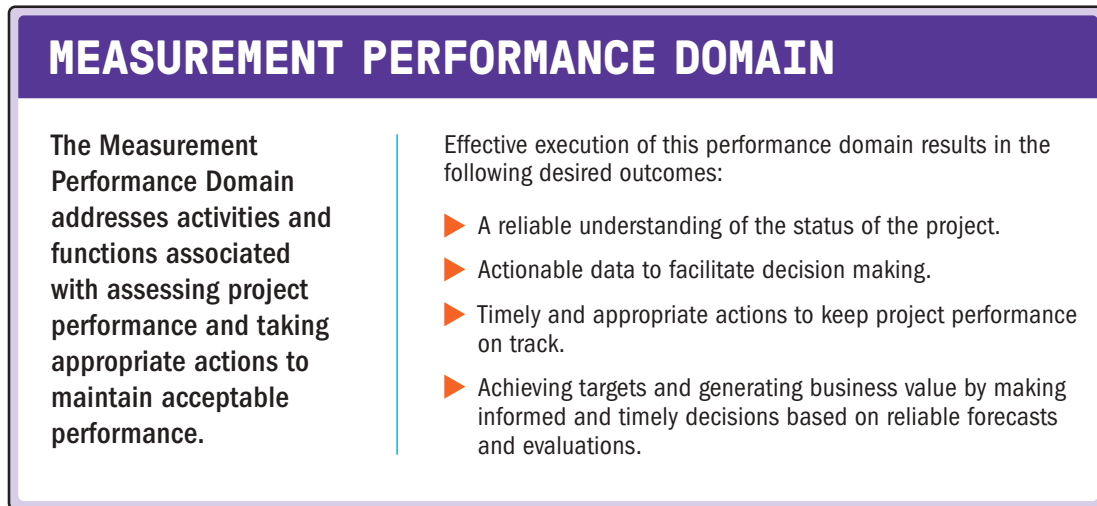 MEASUREMENT PERFORMANCE DOMAIN
The Measurement
Performance Domain
addresses activities and
functions associated
with assessing project
performance and taking
appropriate actions to
maintain acceptable
performance.
Effective execution of this performance domain results in the
following desired outcomes:
A reliable understanding of the status of the project.
Actionable data to facilitate decision making.
Timely and appropriate actions to keep project performance
on track.
Achieving targets and generating business value by making
informed and timely decisions based on reliable forecasts
and evaluations.